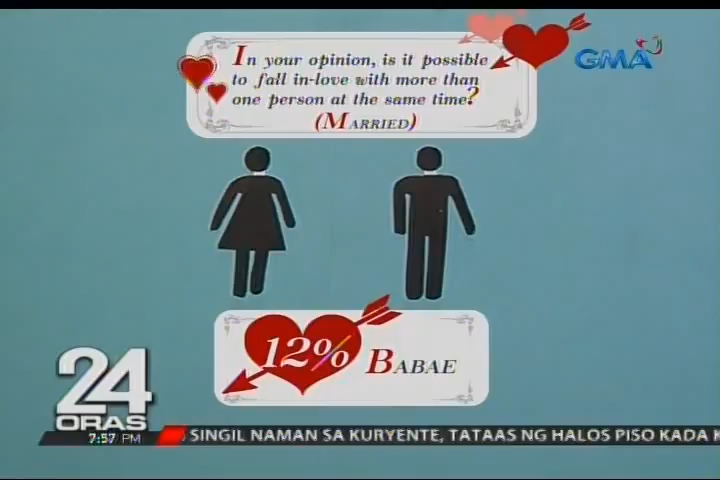 In your opinion, is it possible
to fall in-love with more than
one person at the same time?
(MARRIED)
GMA
12% BABAE
24
ORAS
7:57 PM
SINGIL NAMAN SA KURYENTE, TATAAS NG HALOS PISO KADA K